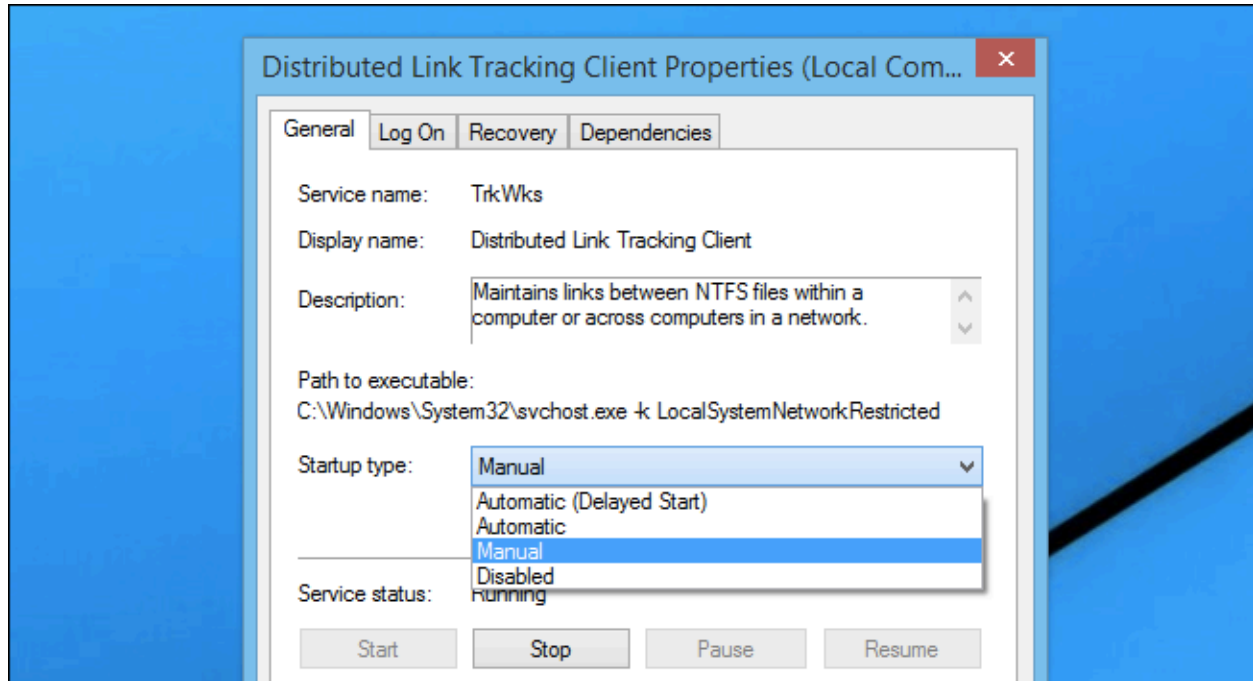 Distributed Link Tracking Client Properties (Local Com...
General Log On Recovery Dependencies
Service name: TrkWks
Display name: Distributed Link Tracking Client
Description: Maintains links between NTFS files within a
computer or across computers in a network.
Path to executable:
C:\Windows\System32\svchost.exe -k LocalSystemNetworkRestricted
Startup type: Manual
Automatic (Delayed Start)
Automatic
Manual
Disabled
Service status: Running
Start Stop Pause Resume